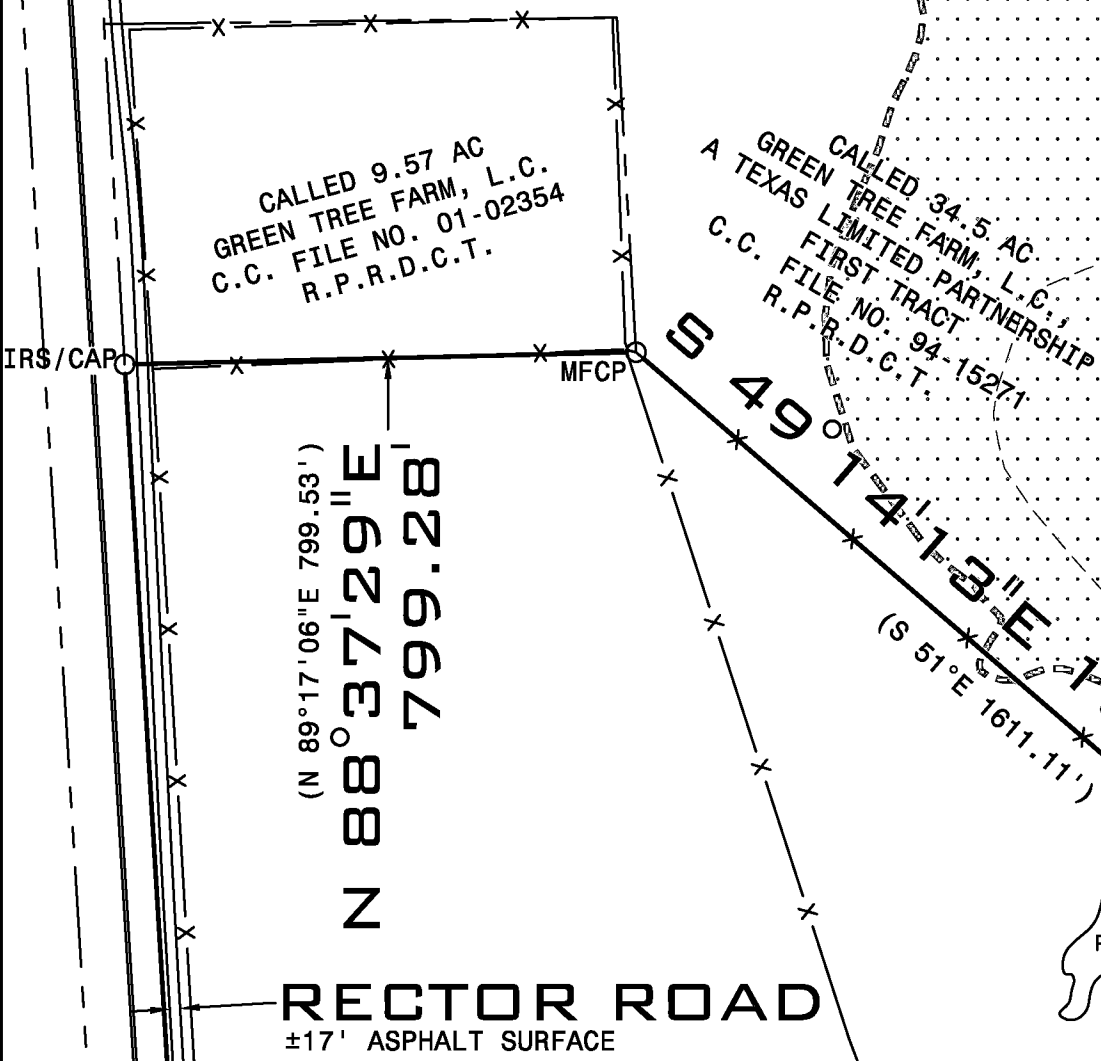 CALLED 9.57 AC
GREEN TREE FARM, L.C.
C.C. FILE NO. 01-02354
R.P.R.D.C.T.
CALLED 34.5 AC
GREEN TREE FARM, L.C.,
A TEXAS LIMITED PARTNERSHIP
FIRST TRACT
C.C. FILE NO. 94-15271
R.P.R.D.C.T.
IRS/CAP
MFCP
S 49°14'13"E 1
(S 51°E 1611.11')
(N 89°17'06"E 799.53')
N 88°37'29"E
799.28'
RECTOR ROAD
±17' ASPHALT SURFACE